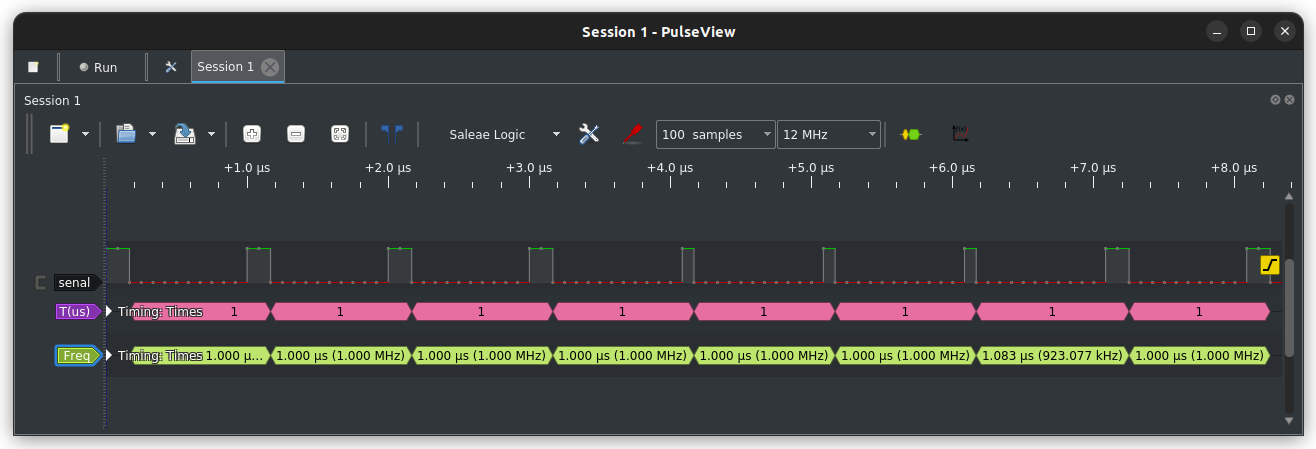 Session 1 - PulseView
Run
Session 1
Session 1
Saleae Logic
100 samples
12 MHz
+1.0 µs +2.0 µs +3.0 µs +4.0 µs +5.0 µs +6.0 µs +7.0 µs +8.0 µs
senal
T(us) Timing: Times 1 1 1 1 1 1 1 1
Freq Timing: Times 1.000 µ... 1.000 µs (1.000 MHz) 1.000 µs (1.000 MHz) 1.000 µs (1.000 MHz) 1.000 µs (1.000 MHz) 1.000 µs (1.000 MHz) 1.083 µs (923.077 kHz) 1.000 µs (1.000 MHz)